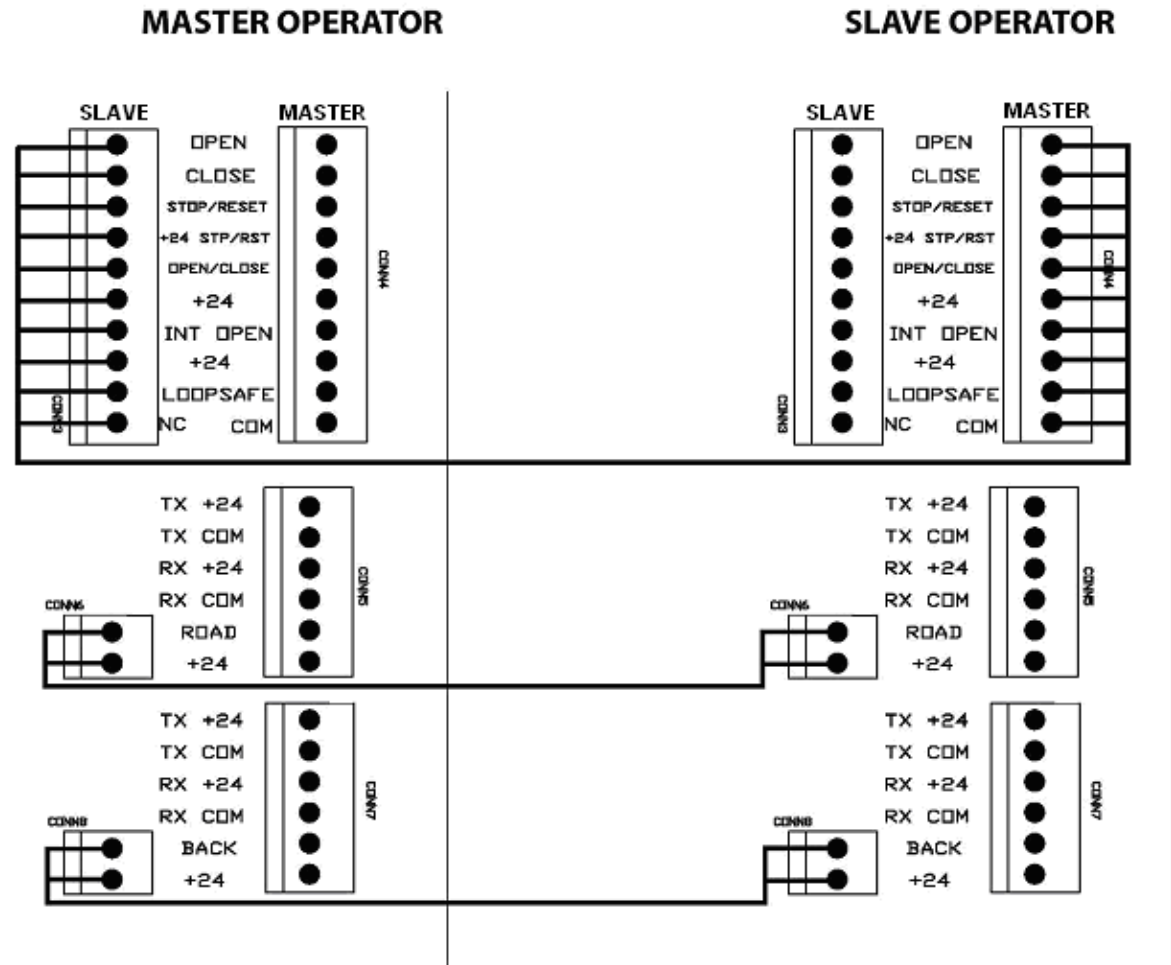 MASTER OPERATOR
SLAVE OPERATOR
SLAVE
MASTER
OPEN
CLOSE
STOP/RESET
+24 STP/RST
OPEN/CLOSE
+24
INT OPEN
+24
LOOPSAFE
NC COM
CONN3
CONN4
SLAVE
MASTER
OPEN
CLOSE
STOP/RESET
+24 STP/RST
OPEN/CLOSE
+24
INT OPEN
+24
LOOPSAFE
NC COM
CONN3
CONN4
TX +24
TX COM
RX +24
RX COM
ROAD
+24
CONN6
CONN5
TX +24
TX COM
RX +24
RX COM
ROAD
+24
CONN6
CONN5
TX +24
TX COM
RX +24
RX COM
BACK
+24
CONN8
CONN7
TX +24
TX COM
RX +24
RX COM
BACK
+24
CONN8
CONN7